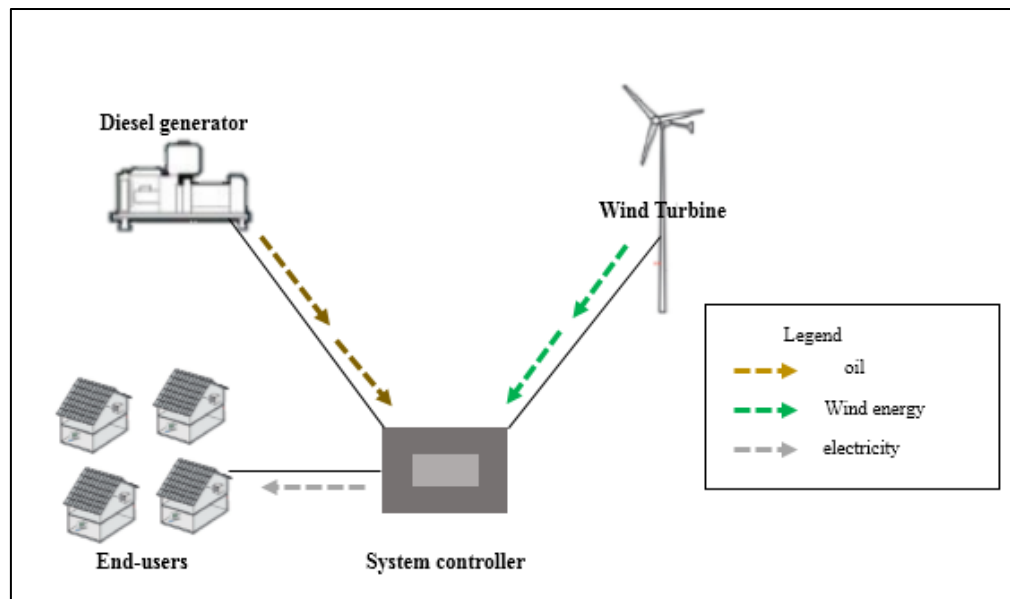 Diesel generator
Wind Turbine
Legend
oil
Wind energy
electricity
End-users
System controller